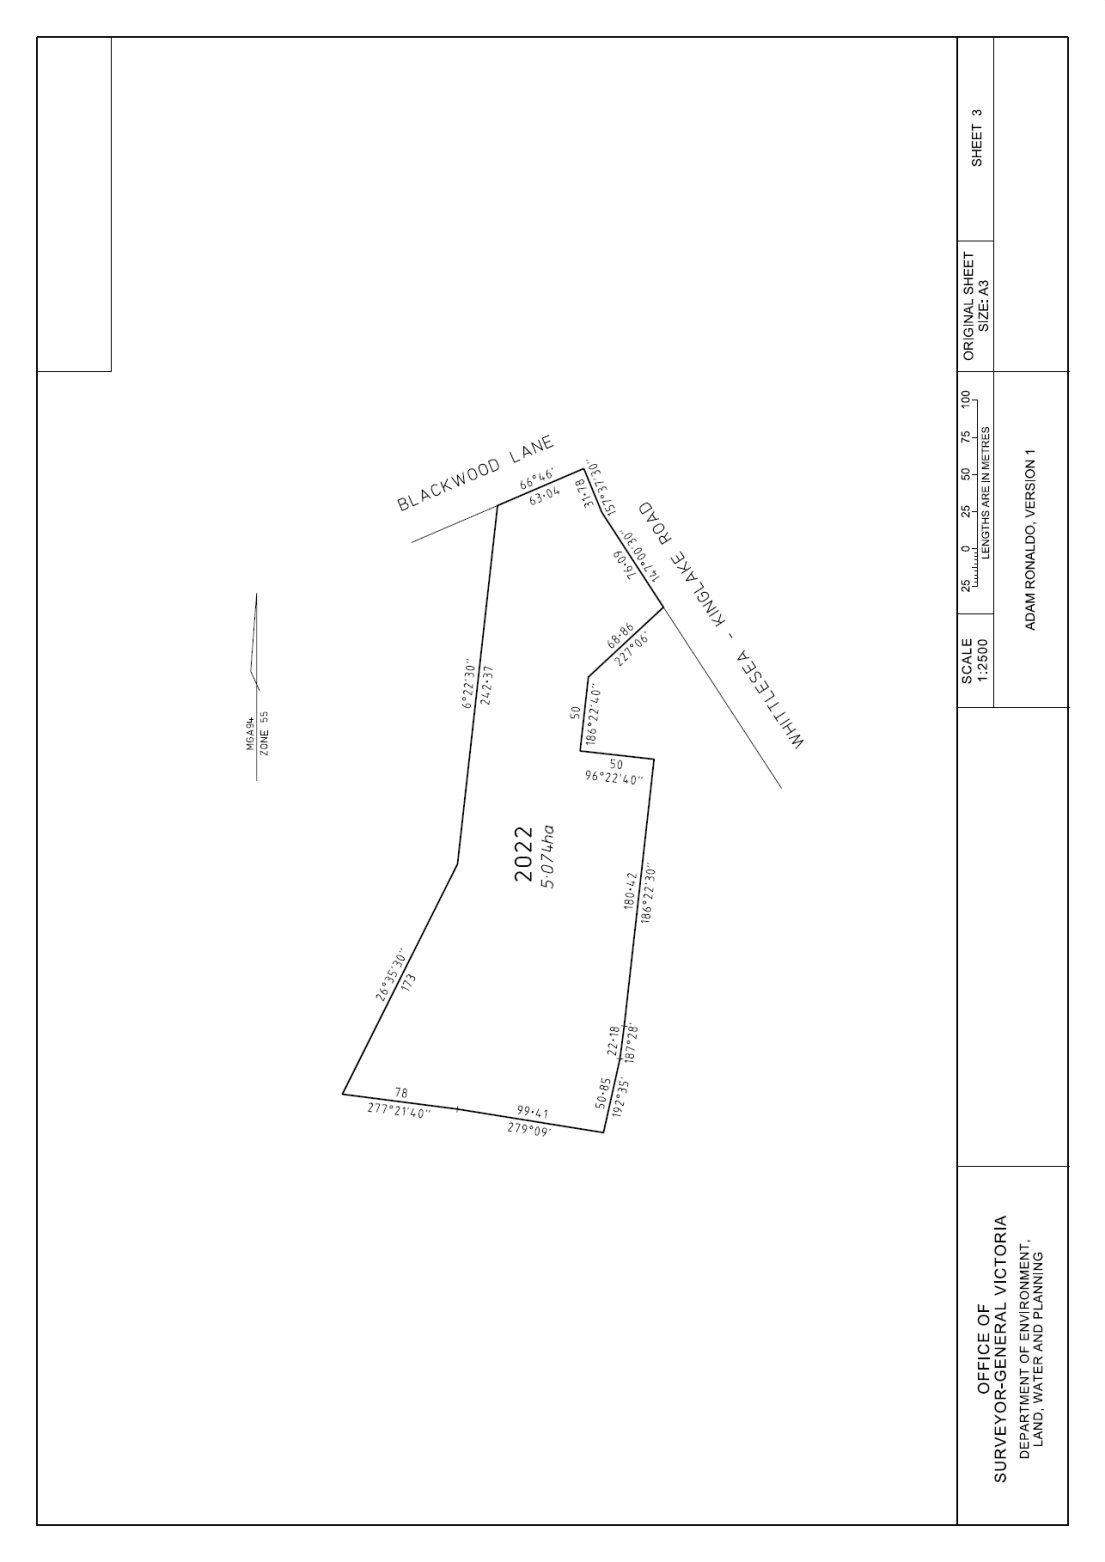 BLACKWOOD LANE
66°46'
63·04
31·78
157°37'30"
76·09
147°00'30"
WHITTLESEA - KINGLAKE ROAD
68·86
227°06'
50
186°22'40"
50
96°22'40"
6°22'30"
242·37
MGA94
ZONE 55
2022
5·074ha
180·42
186°22'30"
26°35'30"
173
22·18
187°28'
50·85
192°35'
78
277°21'40"
99·41
279°09'
OFFICE OF
SURVEYOR-GENERAL VICTORIA
DEPARTMENT OF ENVIRONMENT,
LAND, WATER AND PLANNING
SCALE
1:2500
25 0 25 50 75 100
LENGTHS ARE IN METRES
ORIGINAL SHEET
SIZE: A3
SHEET 3
ADAM RONALDO, VERSION 1